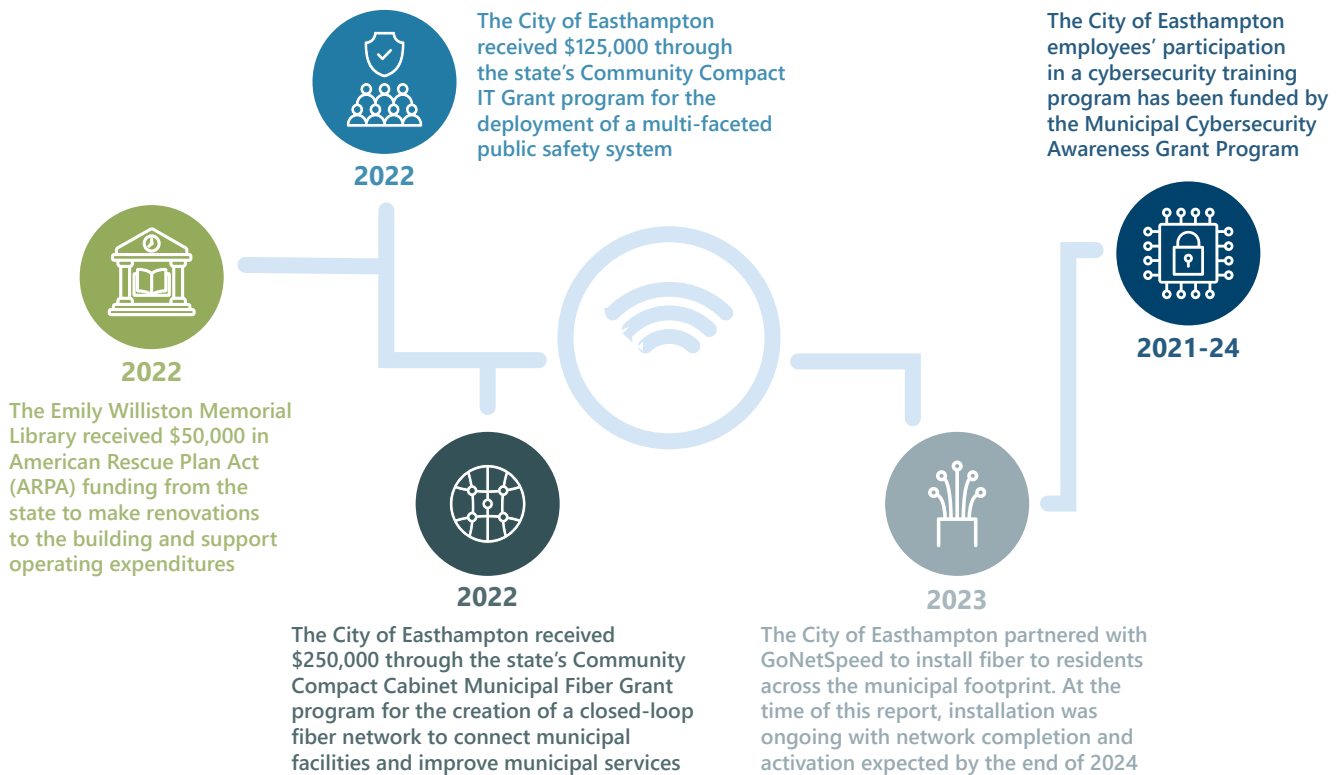 The City of Easthampton
received $125,000 through
the state's Community Compact
IT Grant program for the
deployment of a multi-faceted
public safety system
2022
The City of Easthampton
employees' participation
in a cybersecurity training
program has been funded by
the Municipal Cybersecurity
Awareness Grant Program
2021-24
2022
The Emily Williston Memorial
Library received $50,000 in
American Rescue Plan Act
(ARPA) funding from the
state to make renovations
to the building and support
operating expenditures
2022
The City of Easthampton received
$250,000 through the state's Community
Compact Cabinet Municipal Fiber Grant
program for the creation of a closed-loop
fiber network to connect municipal
facilities and improve municipal services
2023
The City of Easthampton partnered with
GoNetSpeed to install fiber to residents
across the municipal footprint. At the
time of this report, installation was
ongoing with network completion and
activation expected by the end of 2024